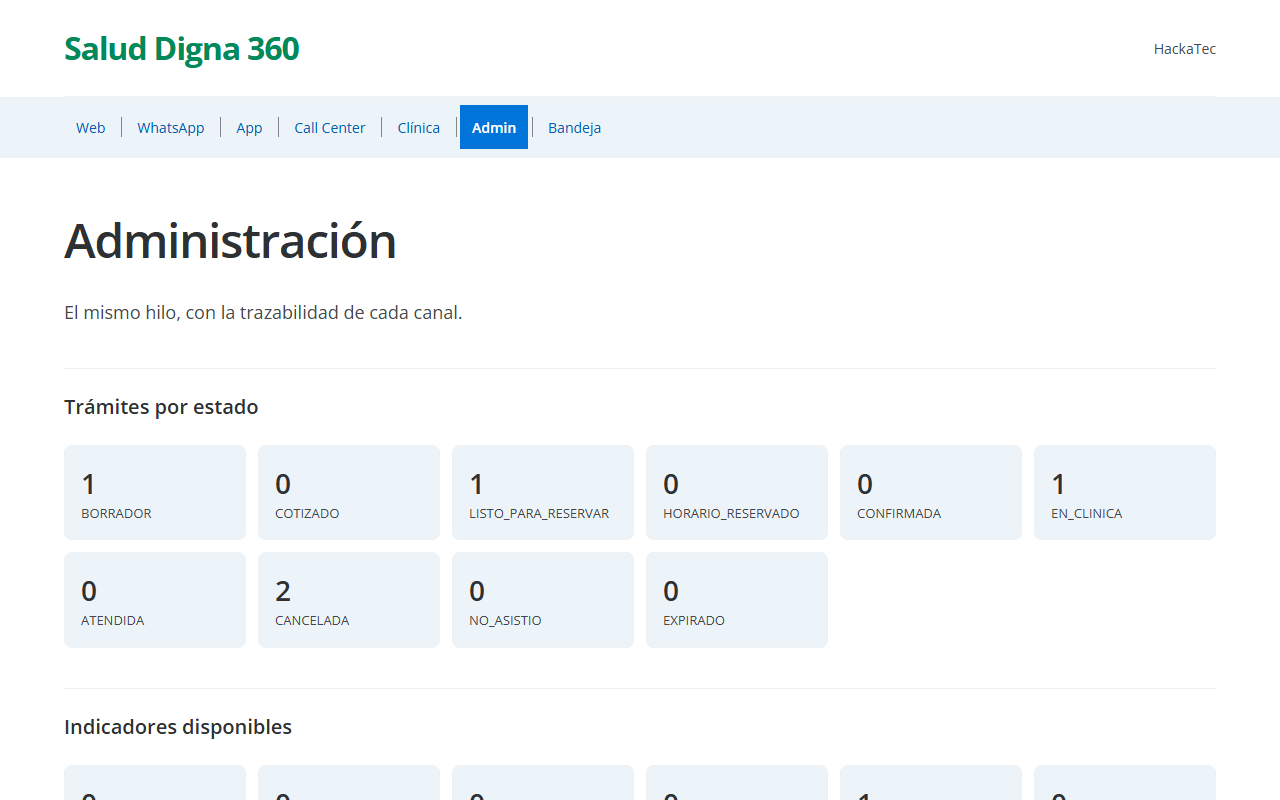 Salud Digna 360
HackaTec
Web
WhatsApp
App
Call Center
Clínica
Admin
Bandeja
Administración
El mismo hilo, con la trazabilidad de cada canal.
Trámites por estado
1
BORRADOR
0
COTIZADO
1
LISTO_PARA_RESERVAR
0
HORARIO_RESERVADO
0
CONFIRMADA
1
EN_CLINICA
0
ATENDIDA
2
CANCELADA
0
NO_ASISTIO
0
EXPIRADO
Indicadores disponibles